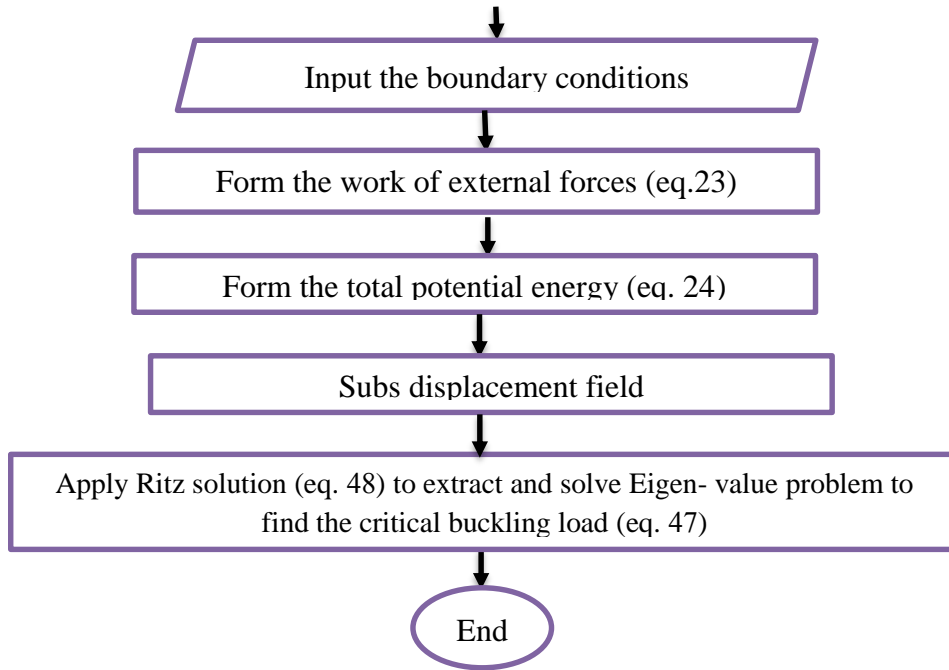 Input the boundary conditions
Form the work of external forces (eq.23)
Form the total potential energy (eq. 24)
Subs displacement field
Apply Ritz solution (eq. 48) to extract and solve Eigen- value problem to
find the critical buckling load (eq. 47)
End